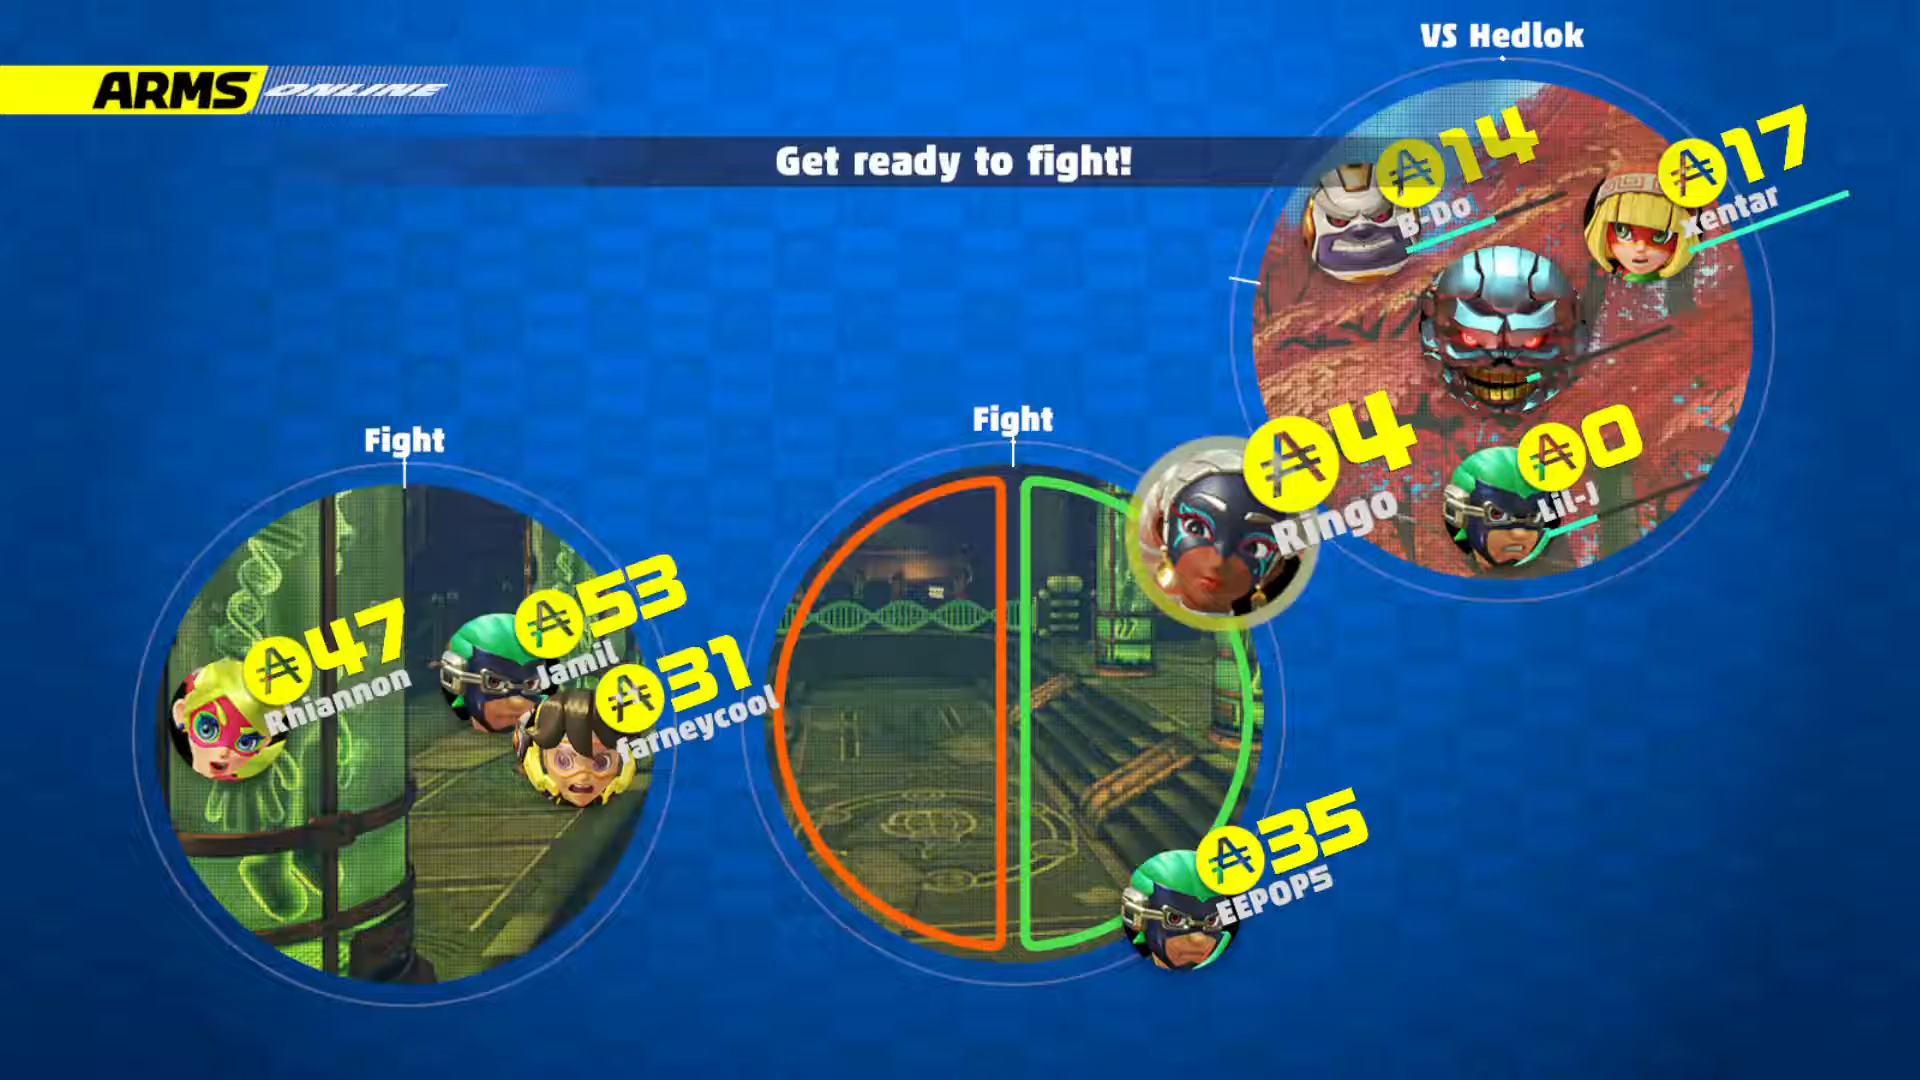 VS Hedlok
ARMS ONLINE
Get ready to fight!
14
B-Do
17
xentar
Fight
4
Ringo
0
Lil-J
Fight
47
Rhiannon
53
Jamil
31
farneycool
35
EEPOP5